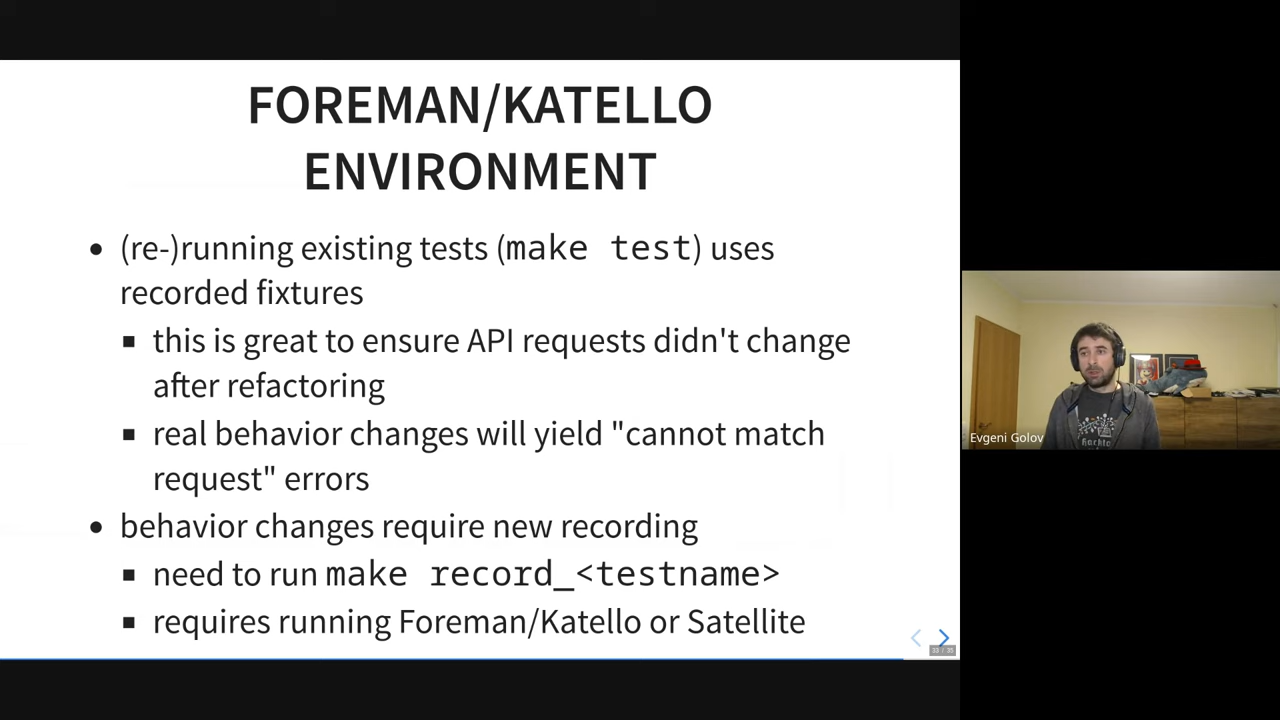 FOREMAN/KATELLO
ENVIRONMENT
• (re-)running existing tests (make test) uses
recorded fixtures
▪ this is great to ensure API requests didn't change
after refactoring
▪ real behavior changes will yield "cannot match
request" errors
• behavior changes require new recording
▪ need to run make record_<testname>
▪ requires running Foreman/Katello or Satellite
Evgeni Golov